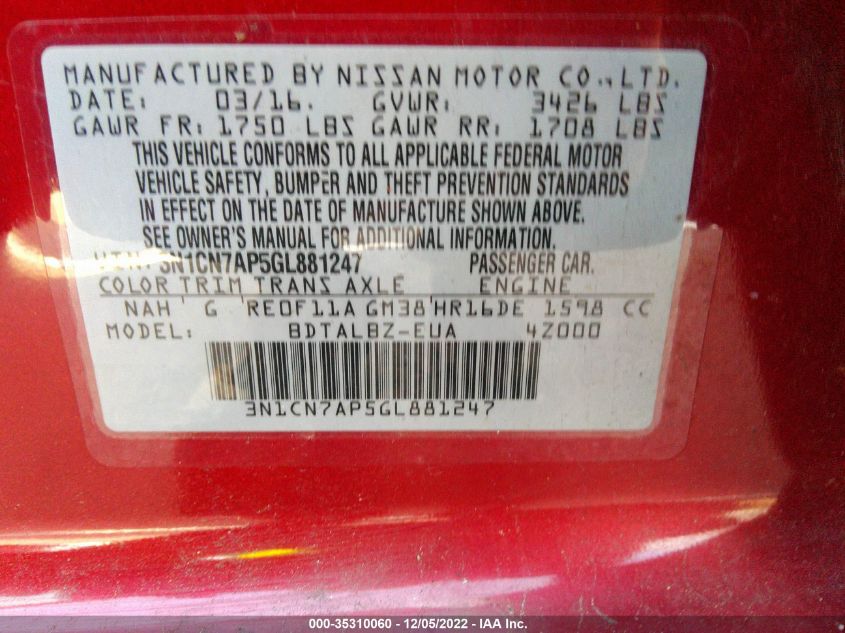 MANUFACTURED BY NISSAN MOTOR CO., LTD.
DATE: 03/16. GVWR: 3426 LBS
GAWR FR: 1750 LBS GAWR RR: 1708 LBS
THIS VEHICLE CONFORMS TO ALL APPLICABLE FEDERAL MOTOR
VEHICLE SAFETY, BUMPER AND THEFT PREVENTION STANDARDS
IN EFFECT ON THE DATE OF MANUFACTURE SHOWN ABOVE.
SEE OWNER'S MANUAL FOR ADDITIONAL INFORMATION.
VIN: 3N1CN7AP5GL881247 PASSENGER CAR.
COLOR TRIM TRANS AXLE ENGINE
NAH G RE0F11A GM38 HR16DE 1598 CC
MODEL: BDTALBZ-EUA 4Z000
3N1CN7AP5GL881247
000-35310060 - 12/05/2022 - IAA Inc.